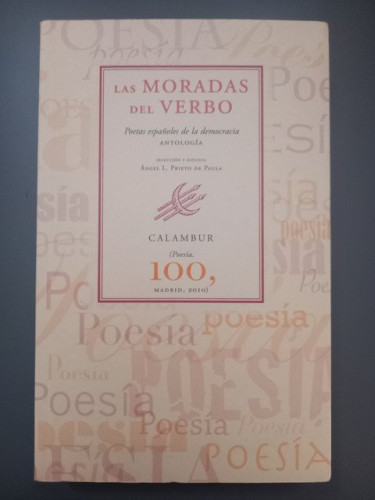 Poesía
LAS MORADAS
DEL VERBO
Poetas españoles de la democracia
ANTOLOGÍA
SELECCIÓN Y ESTUDIO
ÁNGEL L. PRIETO DE PAULA
CALAMBUR
(Poesía,
100,
MADRID, 2010)
Poesía
poesía
Poesía
POESÍA
Poesía
Poesía
Poesía